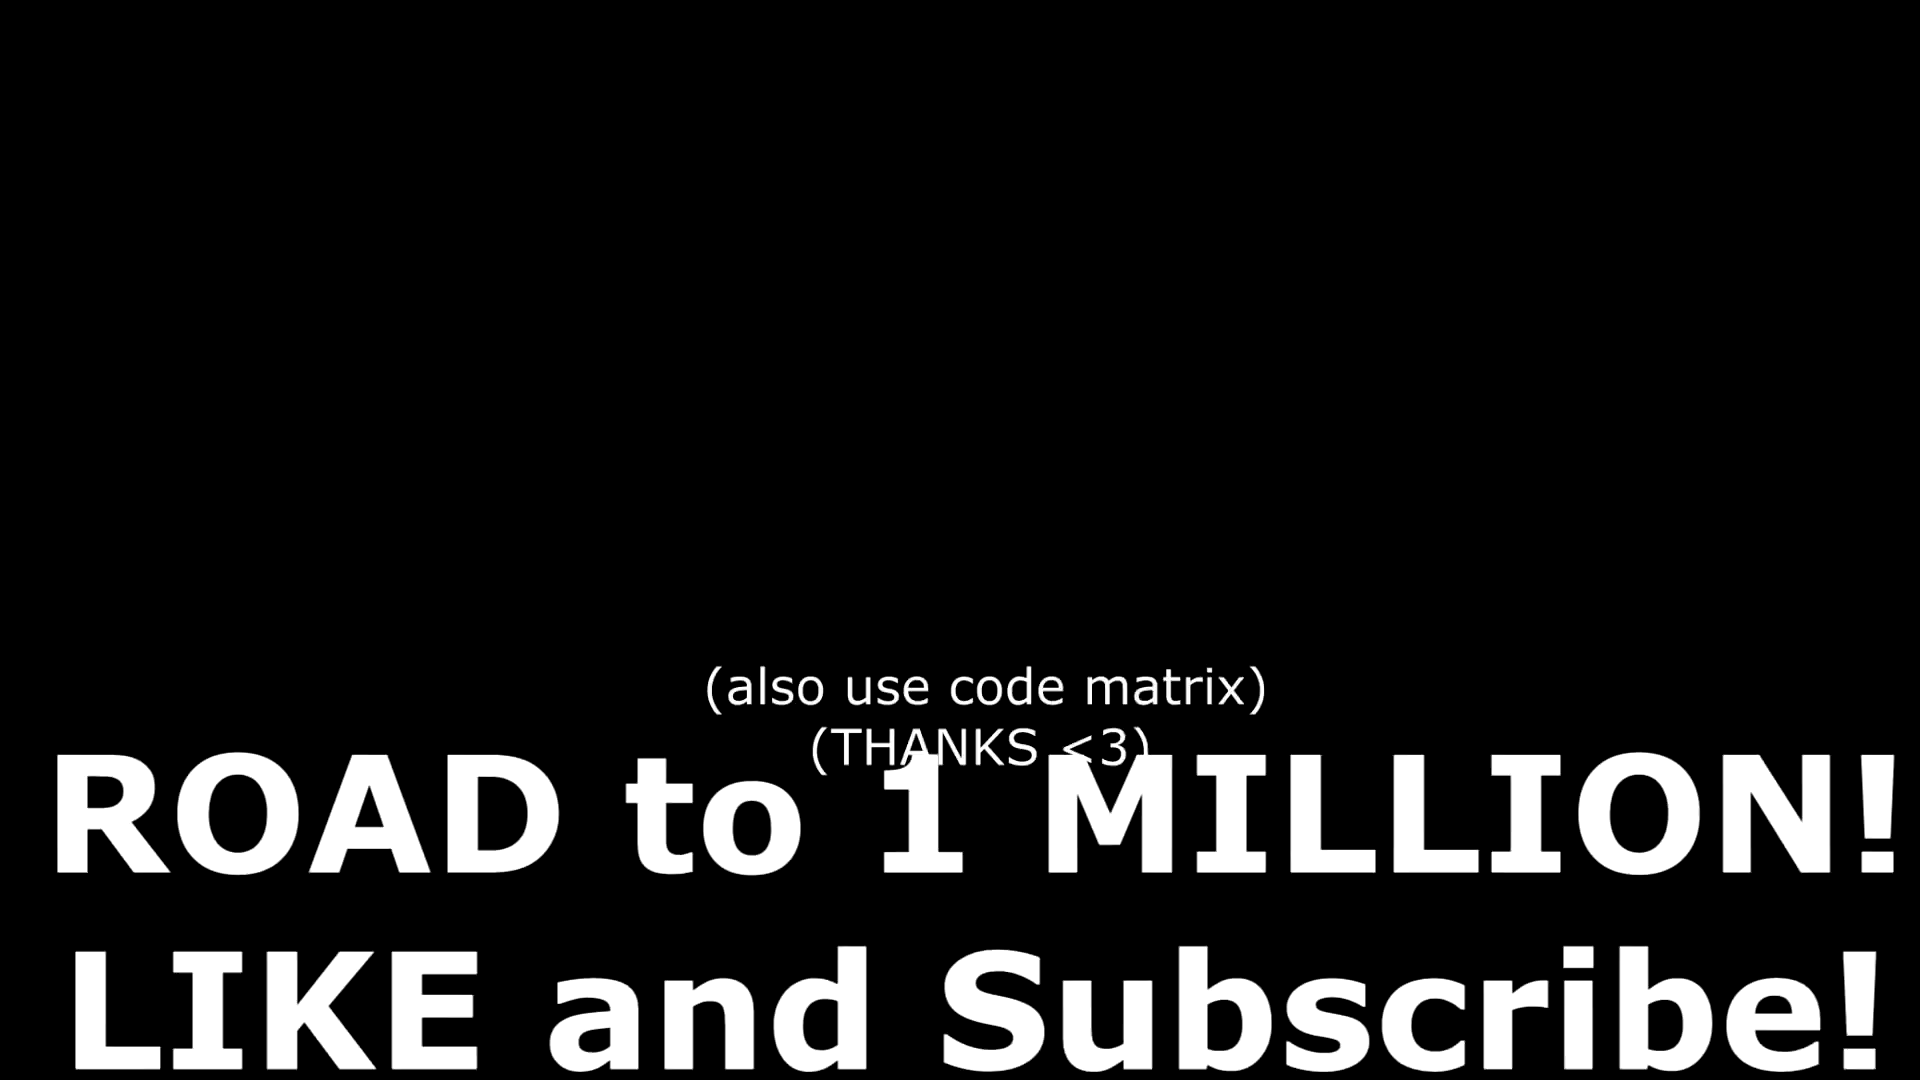 (also use code matrix)
(THANKS <3)
ROAD to 1 MILLION!
LIKE and Subscribe!